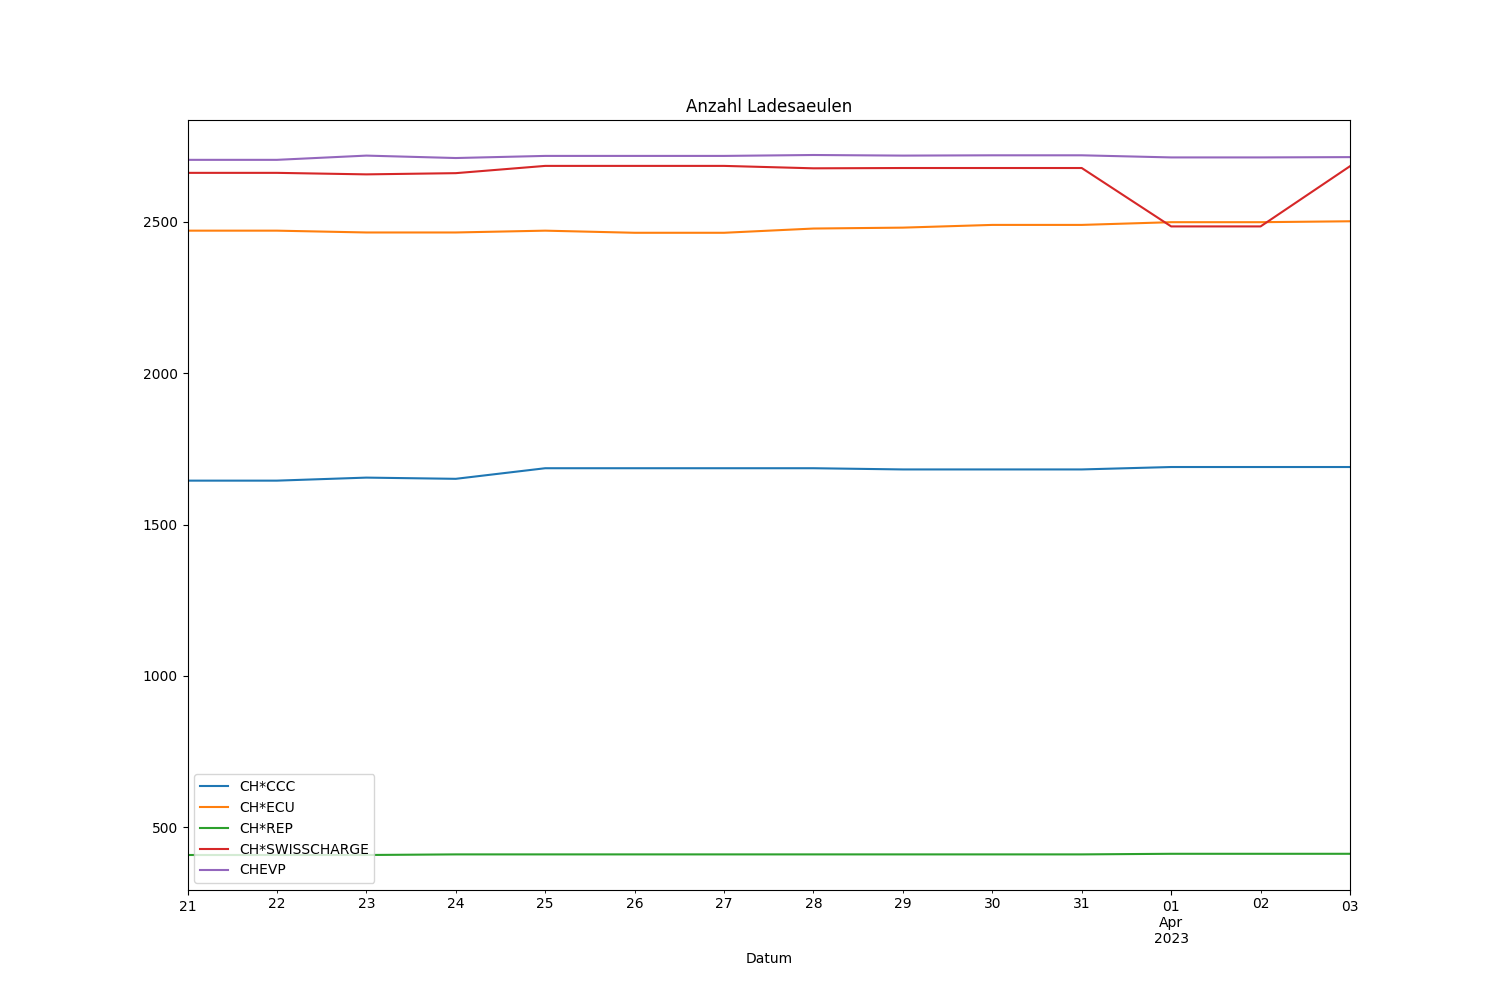 Anzahl Ladesaeulen
2500
2000
1500
1000
500
CH*CCC
CH*ECU
CH*REP
CH*SWISSCHARGE
CHEVP
21 22 23 24 25 26 27 28 29 30 31 01 02 03
Apr
2023
Datum